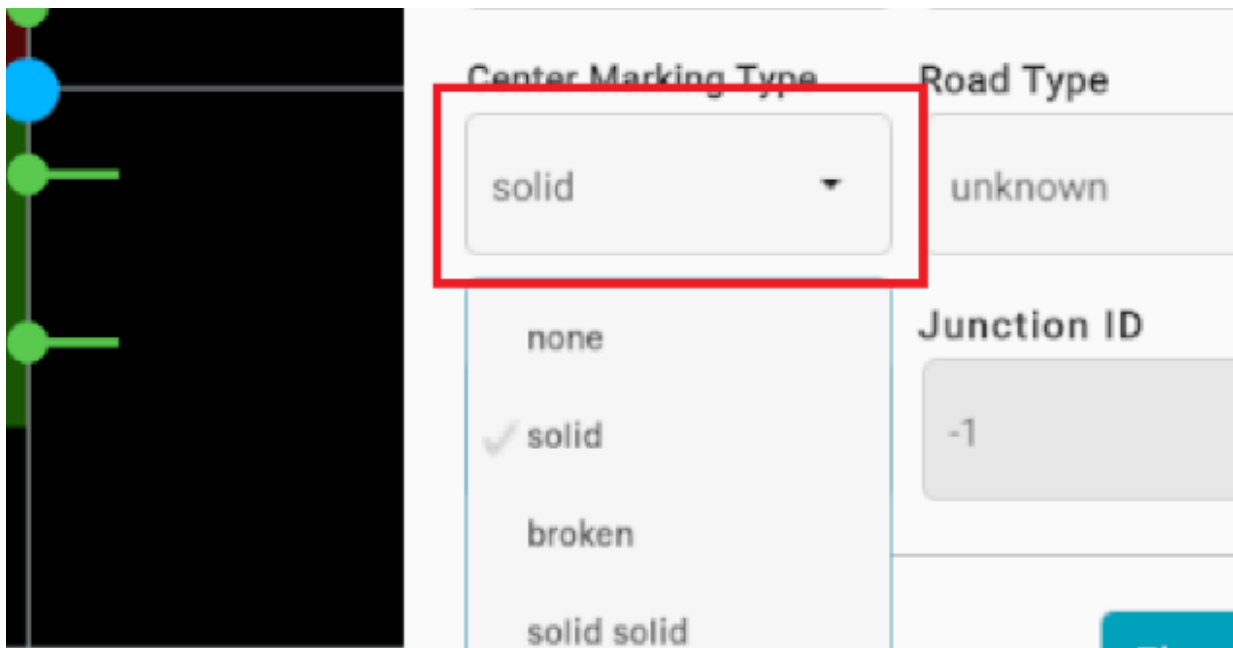 Center Marking Type
Road Type
solid
unknown
none
Junction ID
solid
-1
broken
solid solid